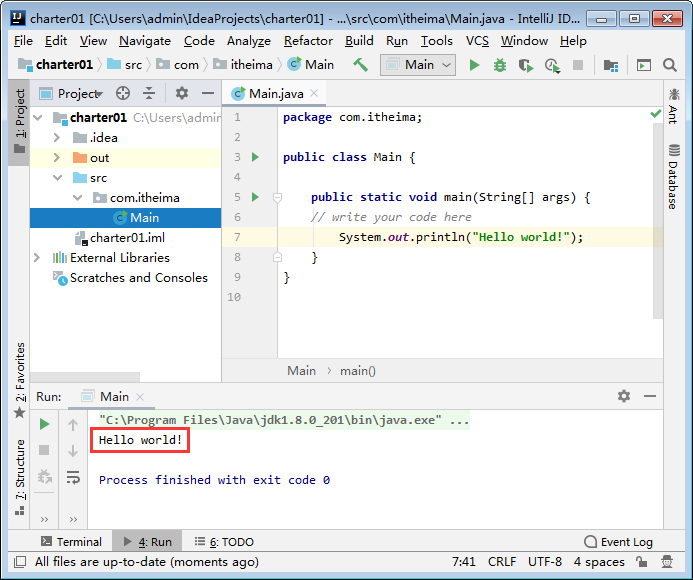 charter01 [C:\Users\admin\IdeaProjects\charter01] - ...\src\com\itheima\Main.java - IntelliJ ID...
File Edit View Navigate Code Analyze Refactor Build Run Tools VCS Window Help
charter01 src com itheima Main Main
1: Project
2: Favorites
7: Structure
Project
charter01 C:\Users\admin
.idea
out
src
com.itheima
Main
charter01.iml
External Libraries
Scratches and Consoles
Main.java
1 package com.itheima;
2
3 public class Main {
4
5 public static void main(String[] args) {
6 // write your code here
7 System.out.println("Hello world!");
8 }
9 }
10
Main main()
Ant
Database
Run: Main
"C:\Program Files\Java\jdk1.8.0_201\bin\java.exe" ...
Hello world!
Process finished with exit code 0
Terminal 4: Run 6: TODO Event Log
All files are up-to-date (moments ago) 7:41 CRLF UTF-8 4 spaces